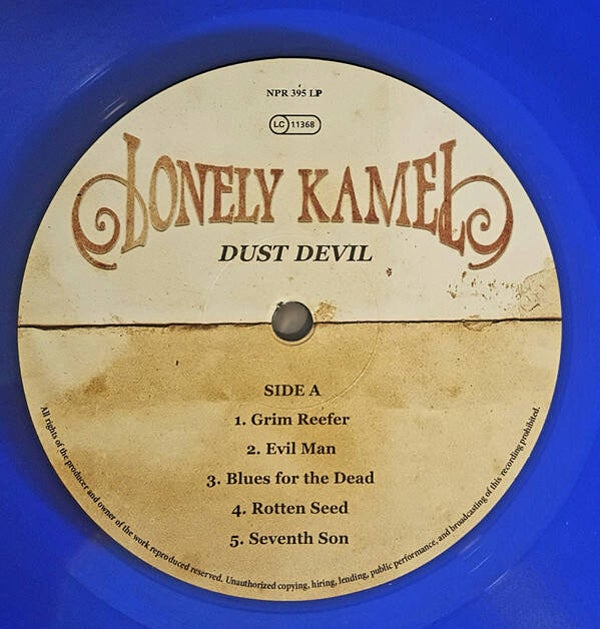 NPR 395 LP
LC 11368
LONELY KAMEL
DUST DEVIL
SIDE A
1. Grim Reefer
2. Evil Man
3. Blues for the Dead
4. Rotten Seed
5. Seventh Son
All rights of the producer and owner of the work reproduced reserved. Unauthorized copying, hiring, lending, public performance, and broadcasting of this recording prohibited.